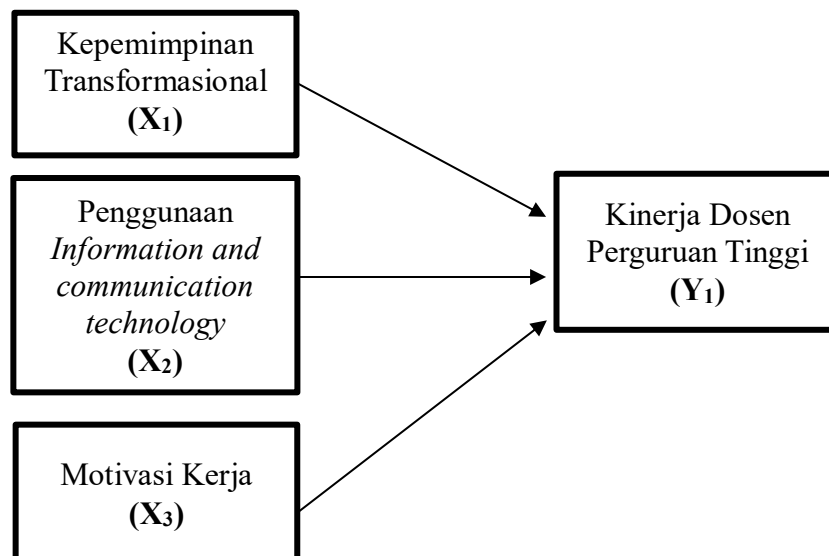 Kepemimpinan
Transformasional
(X₁)
Penggunaan
Information and
communication
technology
(X₂)
Motivasi Kerja
(X₃)
Kinerja Dosen
Perguruan Tinggi
(Y₁)